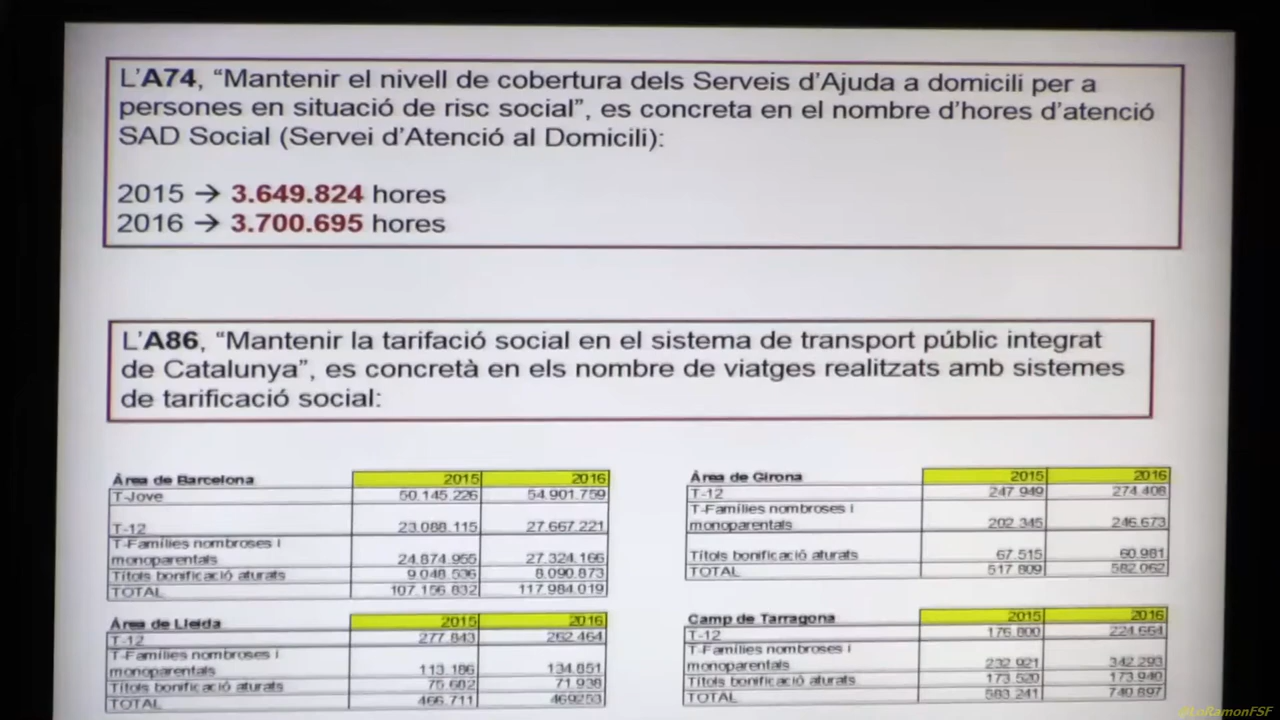 L'A74, “Mantenir el nivell de cobertura dels Serveis d'Ajuda a domicili per a
persones en situació de risc social”, es concreta en el nombre d'hores d'atenció
SAD Social (Servei d'Atenció al Domicili):
2015 → 3.649.824 hores
2016 → 3.700.695 hores
L'A86, “Mantenir la tarifació social en el sistema de transport públic integrat
de Catalunya”, es concretà en els nombre de viatges realitzats amb sistemes
de tarificació social:
Àrea de Barcelona 2015 2016
T-Jove 50.145.226 54.901.759
T-12 23.088.115 27.667.221
T-Famílies nombroses i
monoparentals 24.874.955 27.324.166
Títols bonificació aturats 9.048.536 8.090.873
TOTAL 107.156.832 117.984.019
Àrea de Girona 2015 2016
T-12 247.949 274.408
T-Famílies nombroses i
monoparentals 202.345 246.673
Títols bonificació aturats 67.515 60.981
TOTAL 517.809 582.062
Àrea de Lleida 2015 2016
T-12 277.843 262.464
T-Famílies nombroses i
monoparentals 113.186 134.851
Títols bonificació aturats 75.682 71.938
TOTAL 466.711 469253
Camp de Tarragona 2015 2016
T-12 176.800 224.664
T-Famílies nombroses i
monoparentals 232.921 342.293
Títols bonificació aturats 173.520 173.940
TOTAL 583.241 740.897
@LoRamonFSF